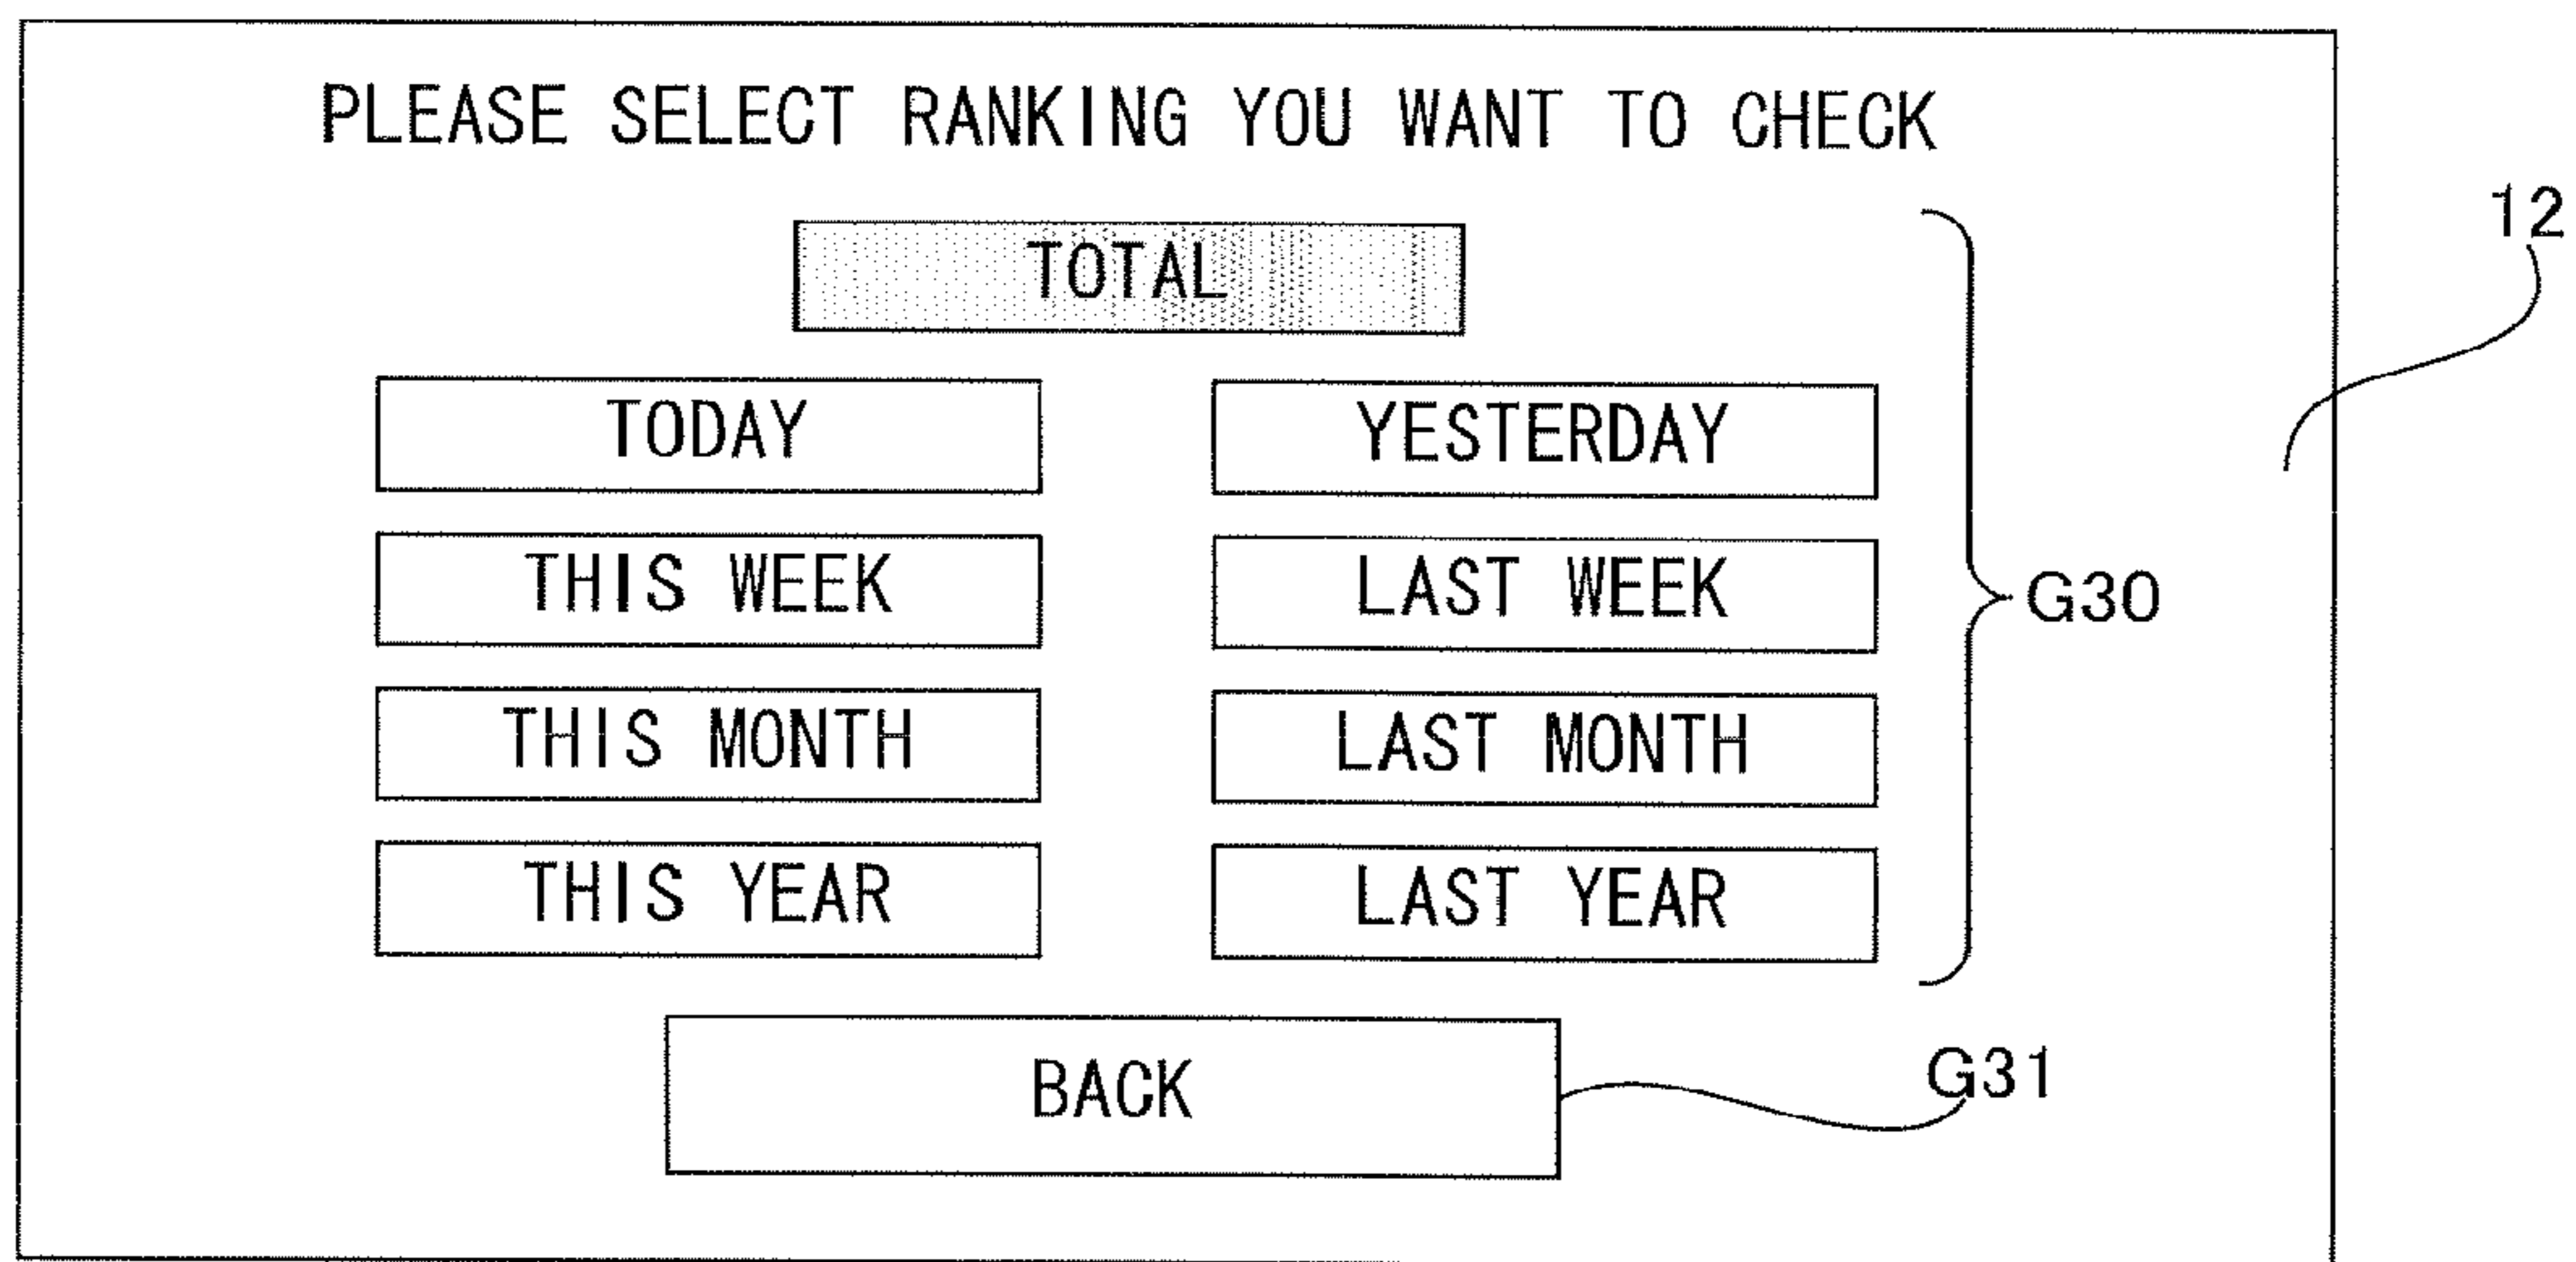 PLEASE SELECT RANKING YOU WANT TO CHECK
12
TOTAL
TODAY YESTERDAY
THIS WEEK LAST WEEK
G30
THIS MONTH LAST MONTH
THIS YEAR LAST YEAR
BACK
G31